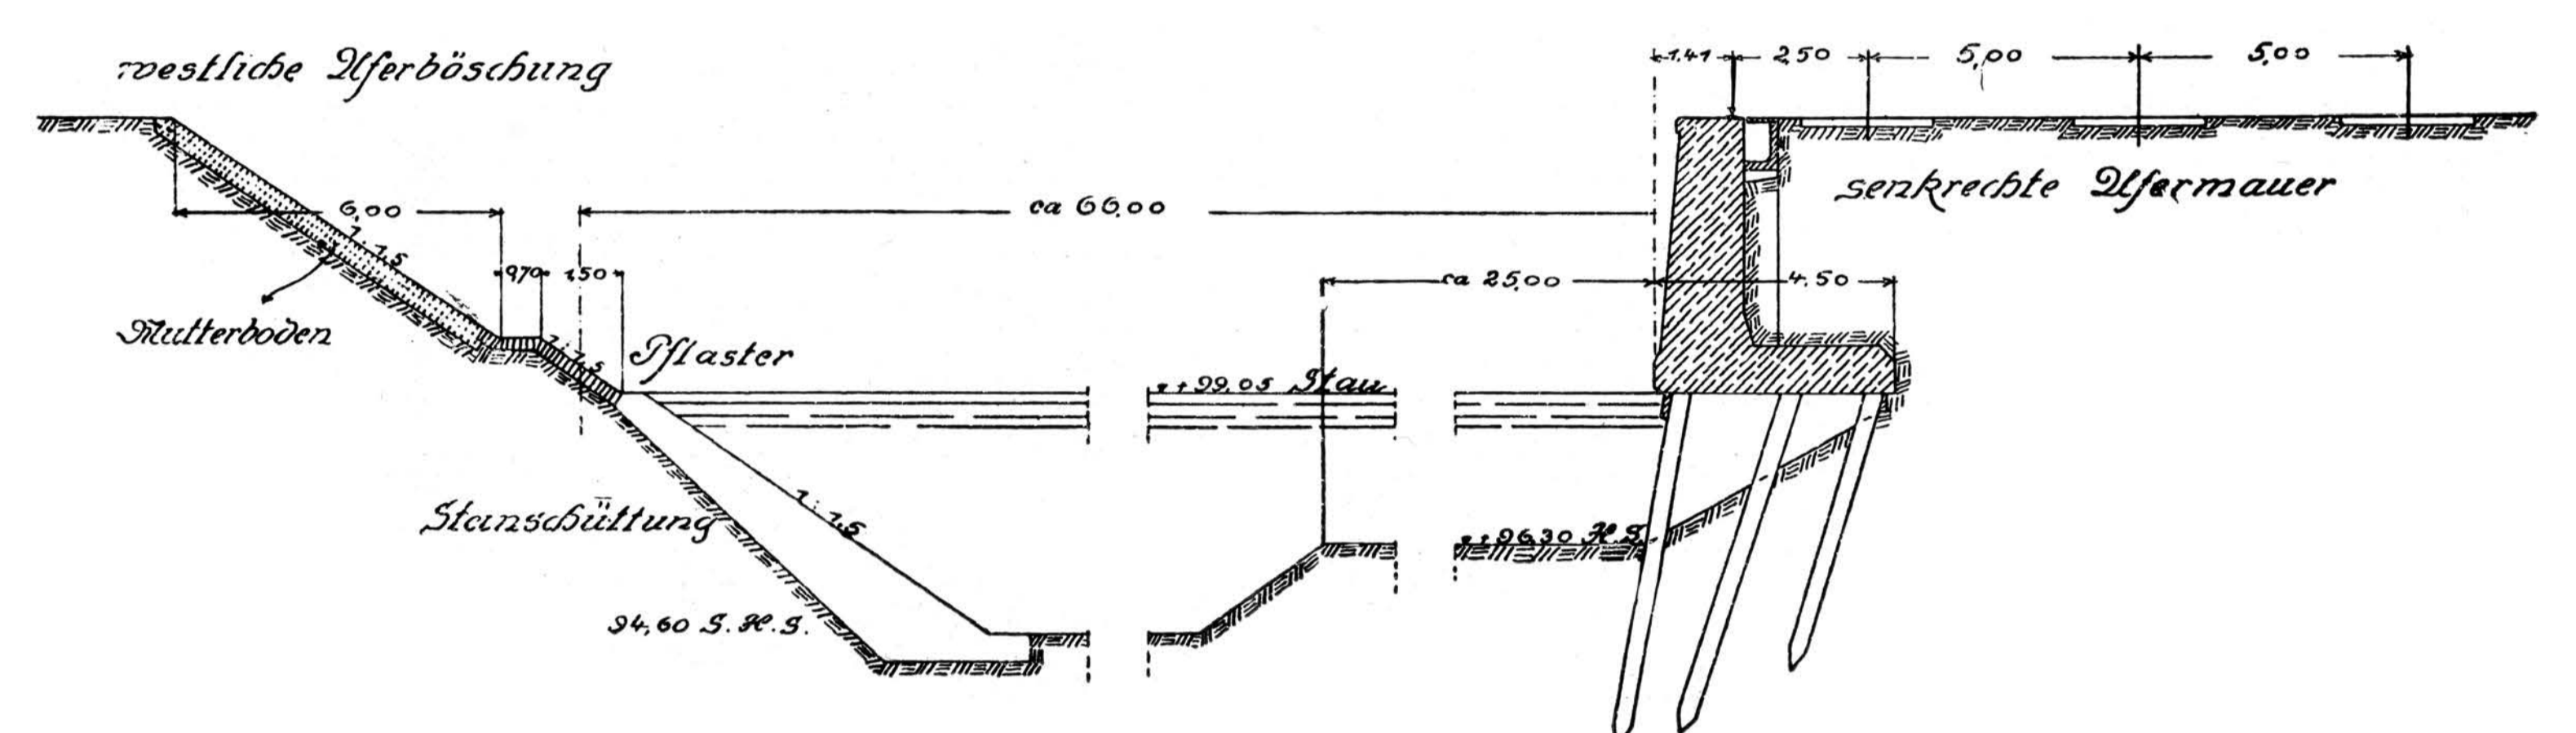 westliche Uferböschung
1.41 2,50 5,00 5,00
senkrechte Ufermauer
6,00
ca 66,00
1:1,5
0,70 1,50
ca 25,00
4.50
Mutterboden
1:1,5
Pflaster
+99.05 Stau
1:1,5
Steinschüttung
+96.30 H.S.
94,60 S.H.S.